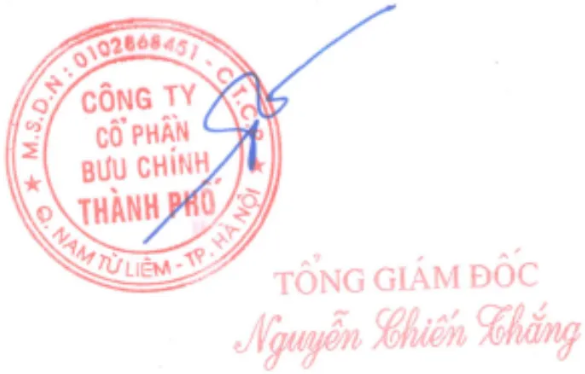 M.S.D.N: 0102868451 - C.T.C.P
CÔNG TY
CỔ PHẦN
BƯU CHÍNH
THÀNH PHỐ
Q. NAM TỪ LIÊM - TP. HÀ NỘI
TỔNG GIÁM ĐỐC
Nguyễn Chiến Thắng